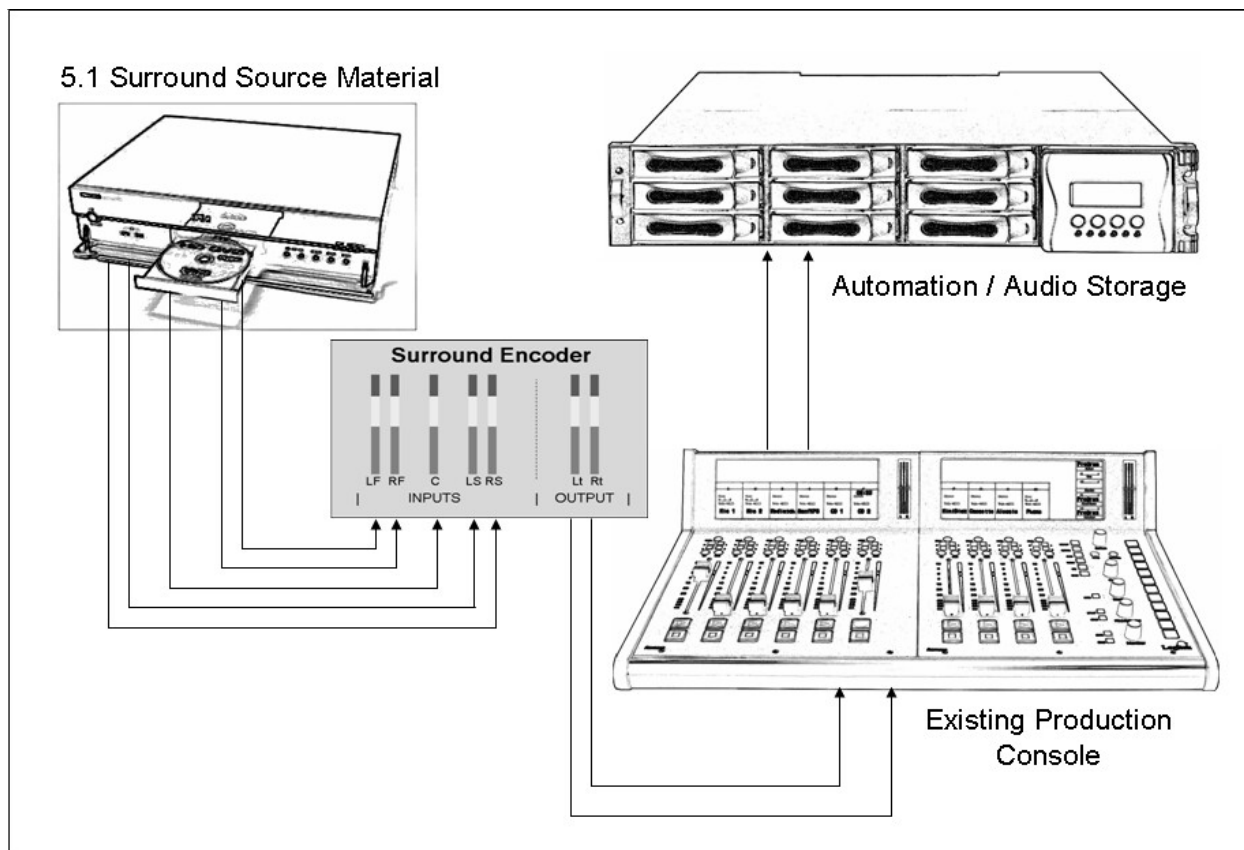 5.1 Surround Source Material
Surround Encoder
LF RF C LS RS Lt Rt
INPUTS OUTPUT
Automation / Audio Storage
Existing Production
Console